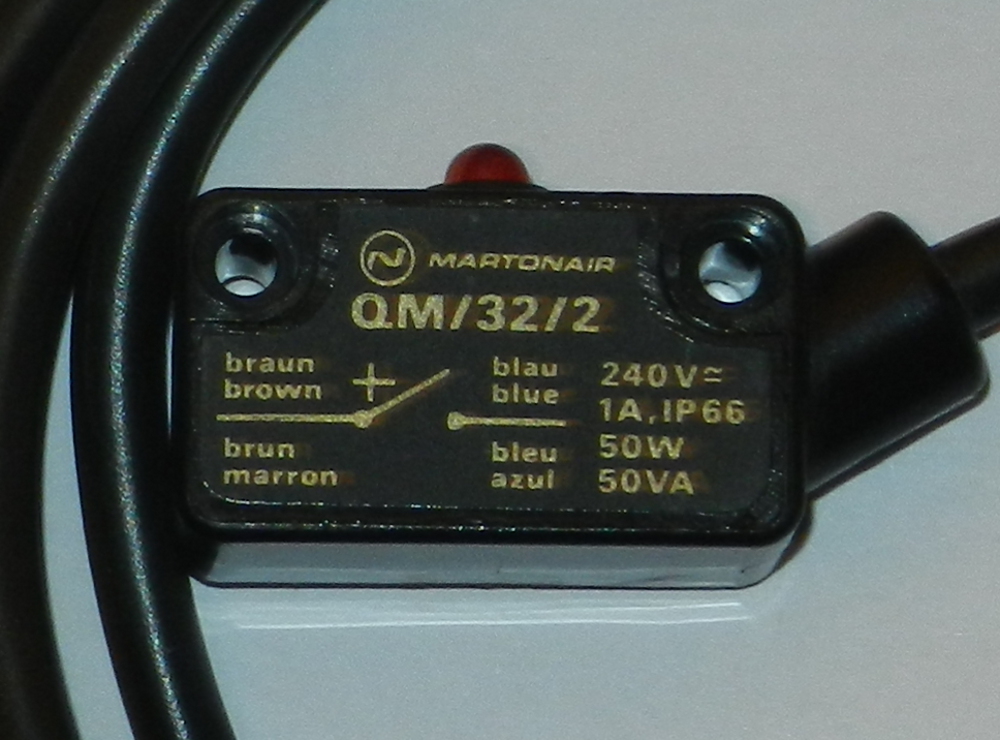 N MARTONAIR
QM/32/2
braun
brown +
brun
marron
blau
blue
bleu
azul
240V≃
1A,IP66
50W
50VA